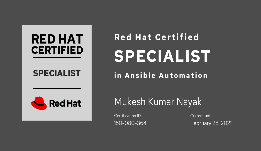 RED HAT
CERTIFIED
SPECIALIST
Red Hat
Red Hat Certified
SPECIALIST
in Ansible Automation
Mukesh Kumar Nayak